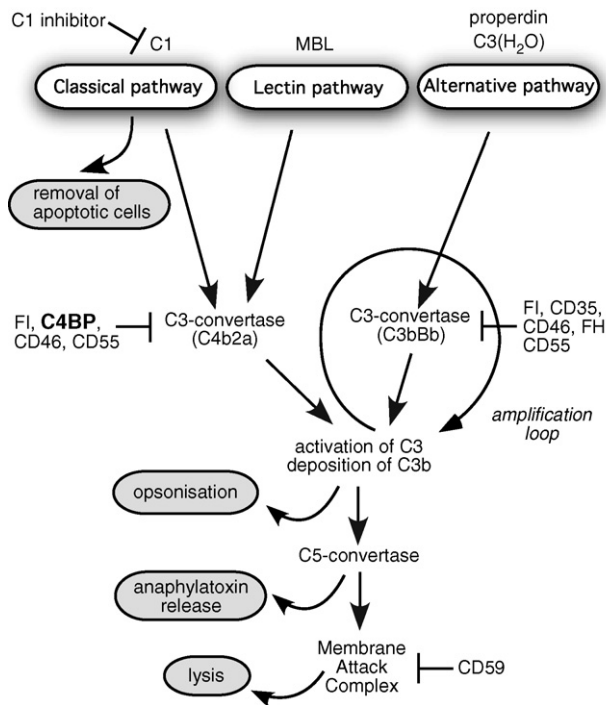 C1 inhibitor
C1
MBL
properdin
C3(H₂O)
Classical pathway
Lectin pathway
Alternative pathway
removal of
apoptotic cells
FI, C4BP,
CD46, CD55
C3-convertase
(C4b2a)
C3-convertase
(C3bBb)
FI, CD35,
CD46, FH
CD55
amplification
loop
activation of C3
deposition of C3b
opsonisation
C5-convertase
anaphylatoxin
release
Membrane
Attack
Complex
CD59
lysis